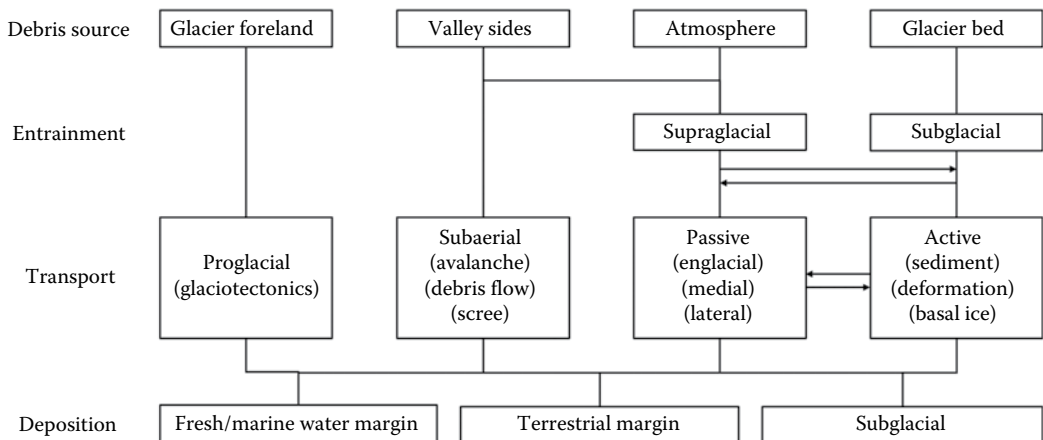 Debris source
Glacier foreland
Valley sides
Atmosphere
Glacier bed
Entrainment
Supraglacial
Subglacial
Transport
Proglacial
(glaciotectonics)
Subaerial
(avalanche)
(debris flow)
(scree)
Passive
(englacial)
(medial)
(lateral)
Active
(sediment)
(deformation)
(basal ice)
Deposition
Fresh/marine water margin
Terrestrial margin
Subglacial